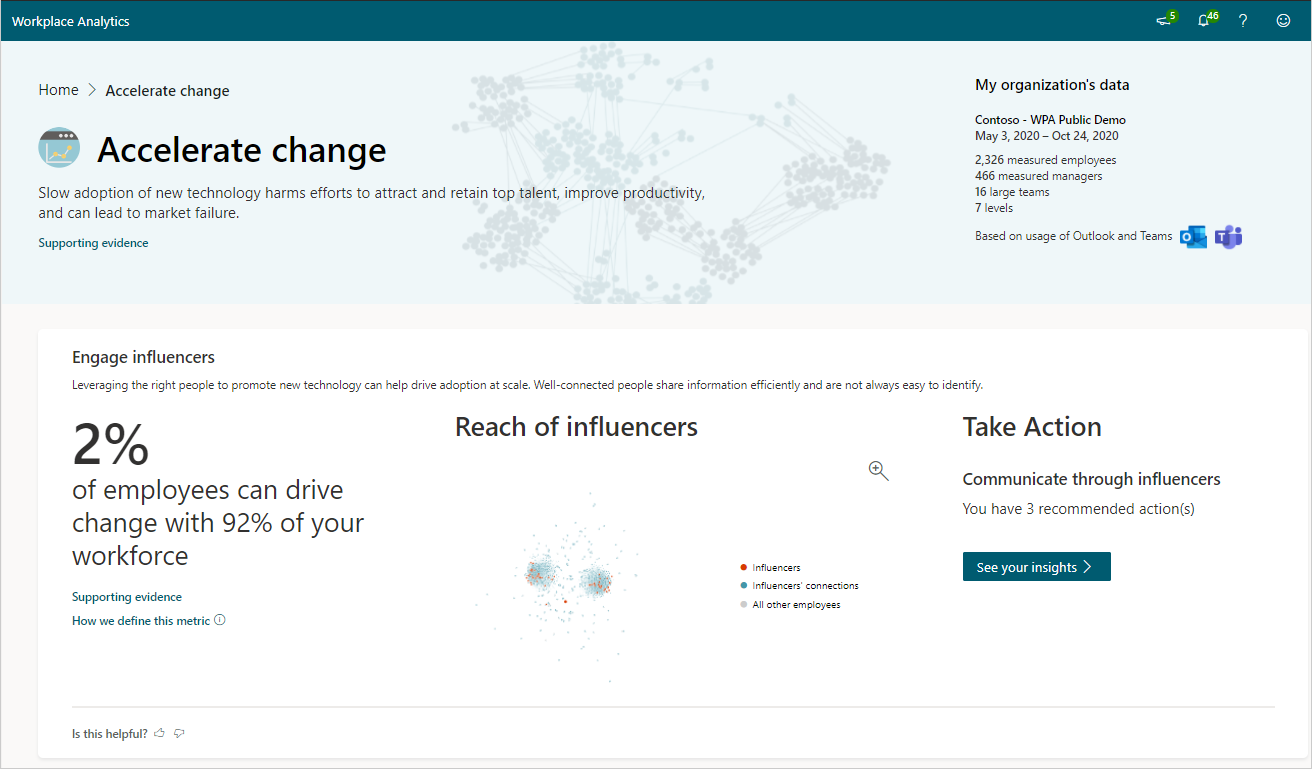 Workplace Analytics
5
46
?
Home > Accelerate change
Accelerate change
Slow adoption of new technology harms efforts to attract and retain top talent, improve productivity,
and can lead to market failure.
Supporting evidence
My organization's data
Contoso - WPA Public Demo
May 3, 2020 – Oct 24, 2020
2,326 measured employees
466 measured managers
16 large teams
7 levels
Based on usage of Outlook and Teams
Engage influencers
Leveraging the right people to promote new technology can help drive adoption at scale. Well-connected people share information efficiently and are not always easy to identify.
2%
of employees can drive
change with 92% of your
workforce
Supporting evidence
How we define this metric
Reach of influencers
Influencers
Influencers' connections
All other employees
Take Action
Communicate through influencers
You have 3 recommended action(s)
See your insights >
Is this helpful?